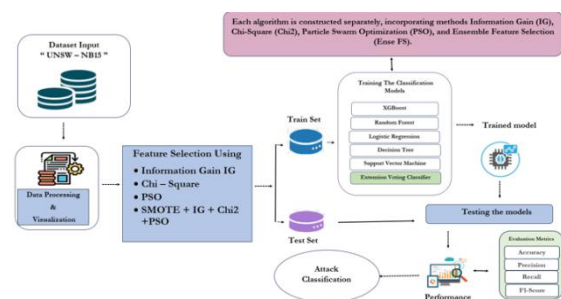 Each algorithm is constructed separately, incorporating methods Information Gain (IG),
Chi-Square (Chi2), Particle Swarm Optimization (PSO), and Ensemble Feature Selection
(Ense FS).
Dataset Input
“ UNSW – NB15 ”
Data Processing
&
Visualization
Feature Selection Using
• Information Gain IG
• Chi – Square
• PSO
• SMOTE + IG + Chi2
+PSO
Train Set
Test Set
Training The Classification
Models
XGBoost
Random Forest
Logistic Regression
Decision Tree
Support Vector Machine
Extension Voting Classifier
Trained model
Testing the models
Evaluation Metrics
Accuracy
Precision
Recall
F1-Score
Performance
Attack
Classification